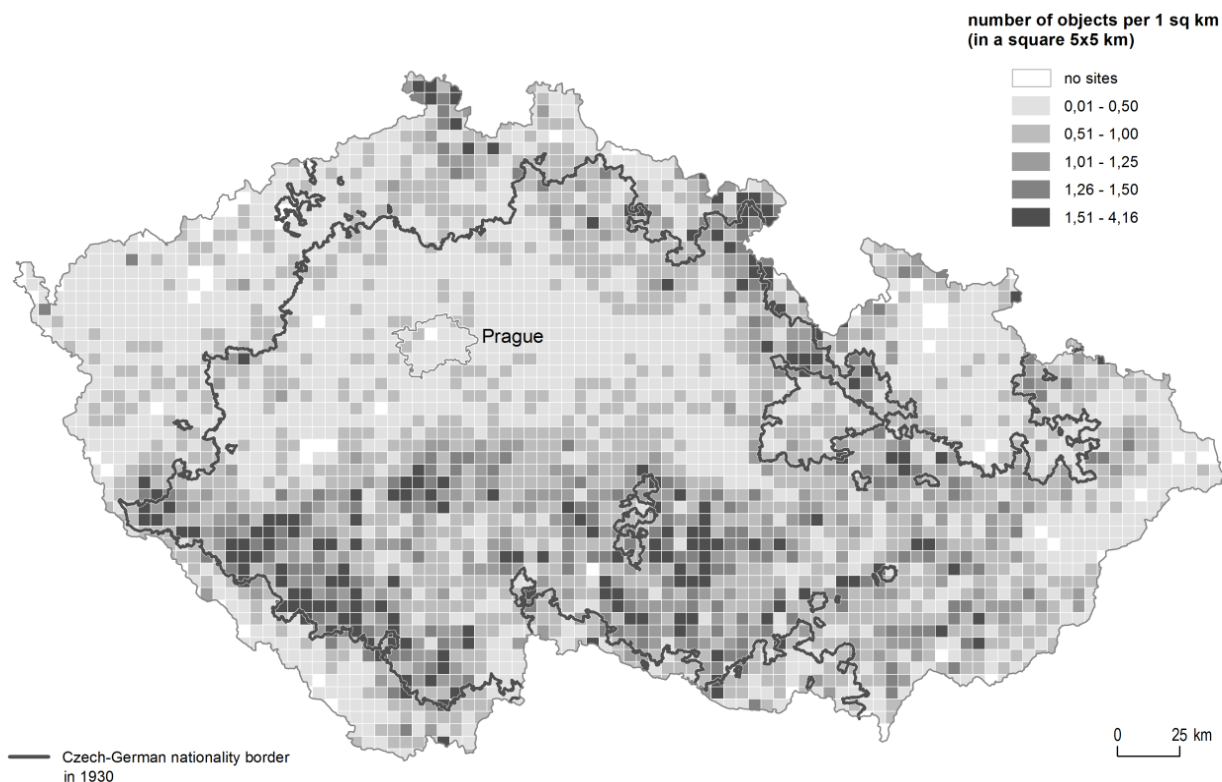 number of objects per 1 sq km
(in a square 5x5 km)
no sites
0,01 - 0,50
0,51 - 1,00
1,01 - 1,25
1,26 - 1,50
1,51 - 4,16
Prague
Czech-German nationality border
in 1930
0 25 km